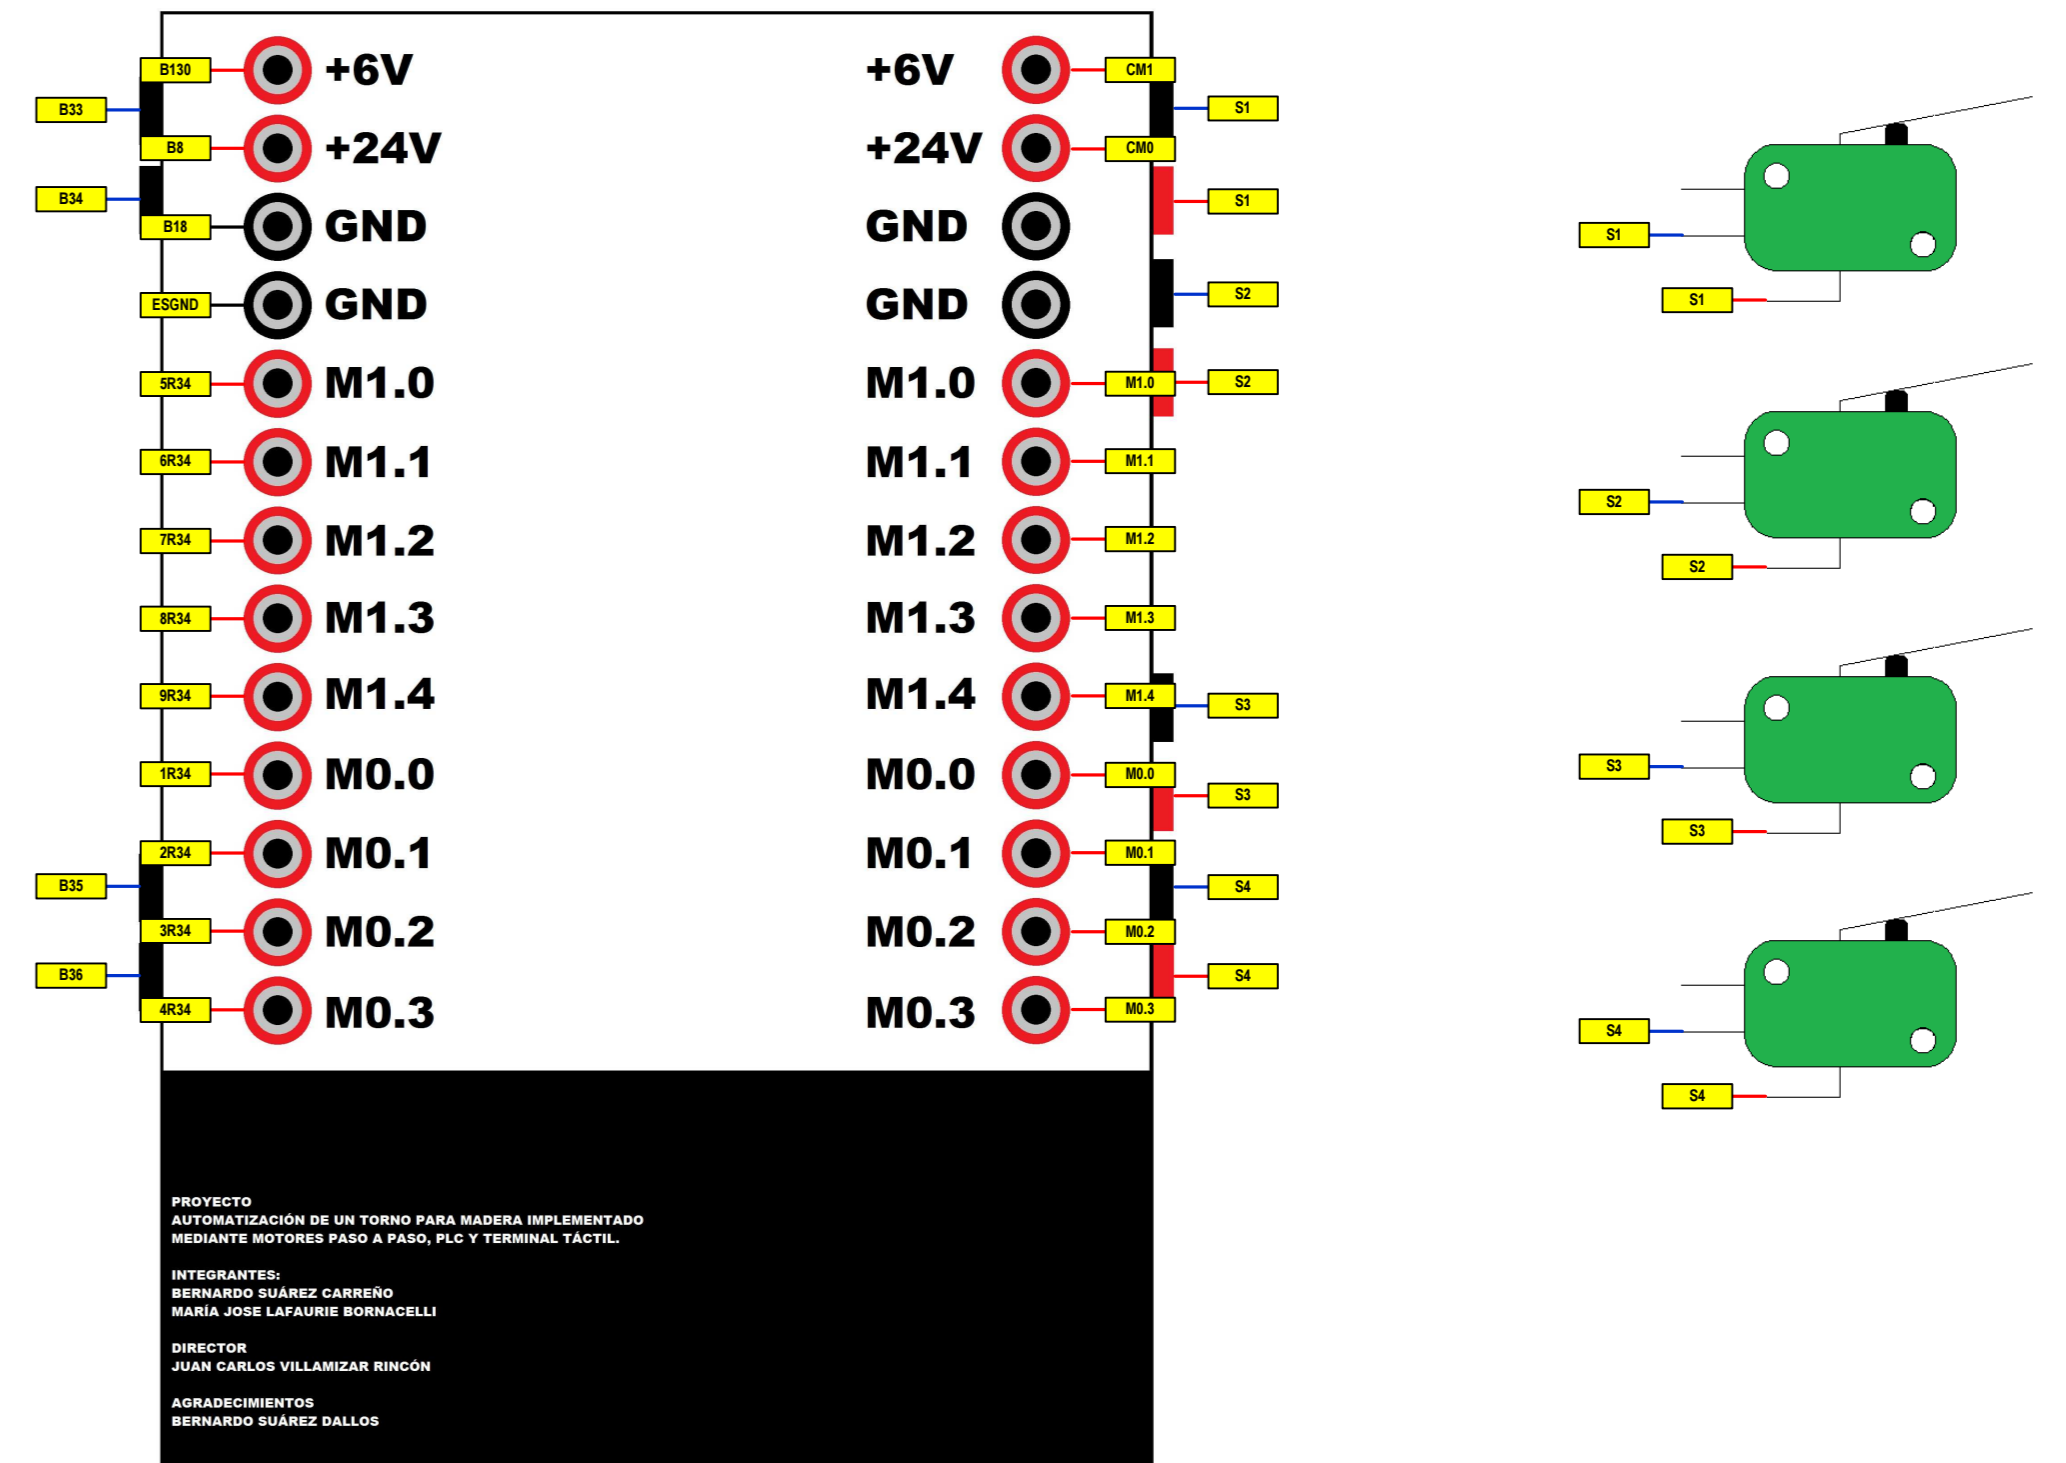 B130 +6V +6V CM1
B33 S1
B8 +24V +24V CM0
B34 S1
B18 GND GND
S1
S2
S1
ESGND GND GND
5R34 M1.0 M1.0 M1.0 S2
6R34 M1.1 M1.1 M1.1
S2
7R34 M1.2 M1.2 M1.2
S2
8R34 M1.3 M1.3 M1.3
9R34 M1.4 M1.4 M1.4 S3
1R34 M0.0 M0.0 M0.0
S3
S3
S3
2R34 M0.1 M0.1 M0.1
B35 S4
3R34 M0.2 M0.2 M0.2
B36 S4
4R34 M0.3 M0.3 M0.3
S4
S4
PROYECTO
AUTOMATIZACIÓN DE UN TORNO PARA MADERA IMPLEMENTADO
MEDIANTE MOTORES PASO A PASO, PLC Y TERMINAL TÁCTIL.
INTEGRANTES:
BERNARDO SUÁREZ CARREÑO
MARÍA JOSE LAFAURIE BORNACELLI
DIRECTOR
JUAN CARLOS VILLAMIZAR RINCÓN
AGRADECIMIENTOS
BERNARDO SUÁREZ DALLOS